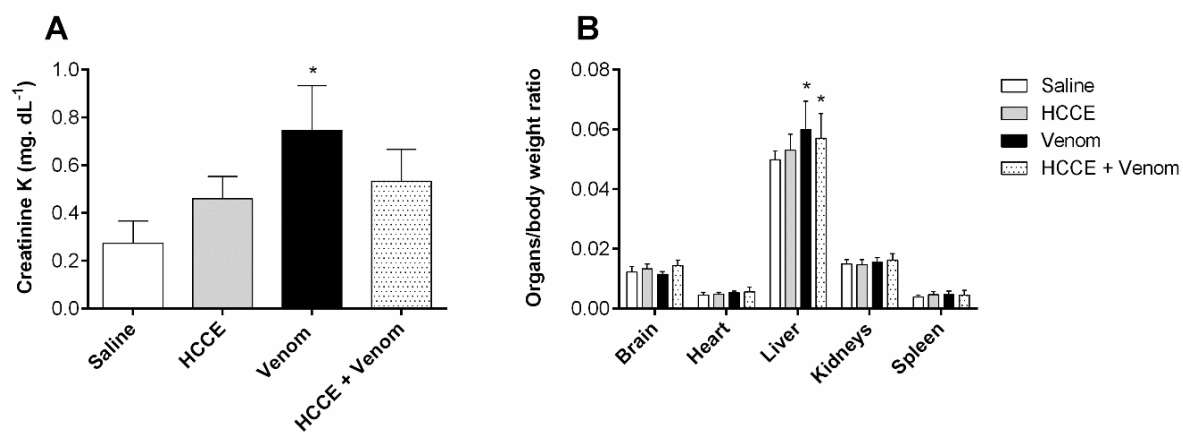 A
Creatinine K (mg. dL-1)
1.0
0.8
0.6
0.4
0.2
0.0
*
Saline
HCCE
Venom
HCCE + Venom
B
Organs/body weight ratio
0.08
0.06
0.04
0.02
0.00
* *
Brain
Heart
Liver
Kidneys
Spleen
Saline
HCCE
Venom
HCCE + Venom